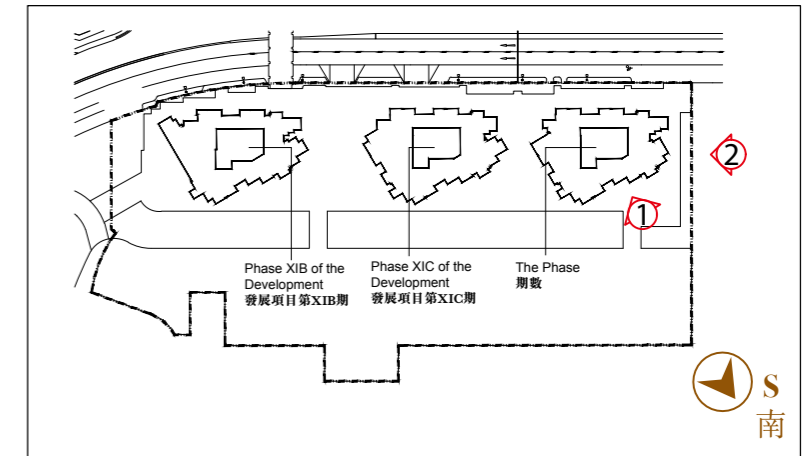 2
1
Phase XIB of the
Development
發展項目第XIB期
Phase XIC of the
Development
發展項目第XIC期
The Phase
期數
S
南